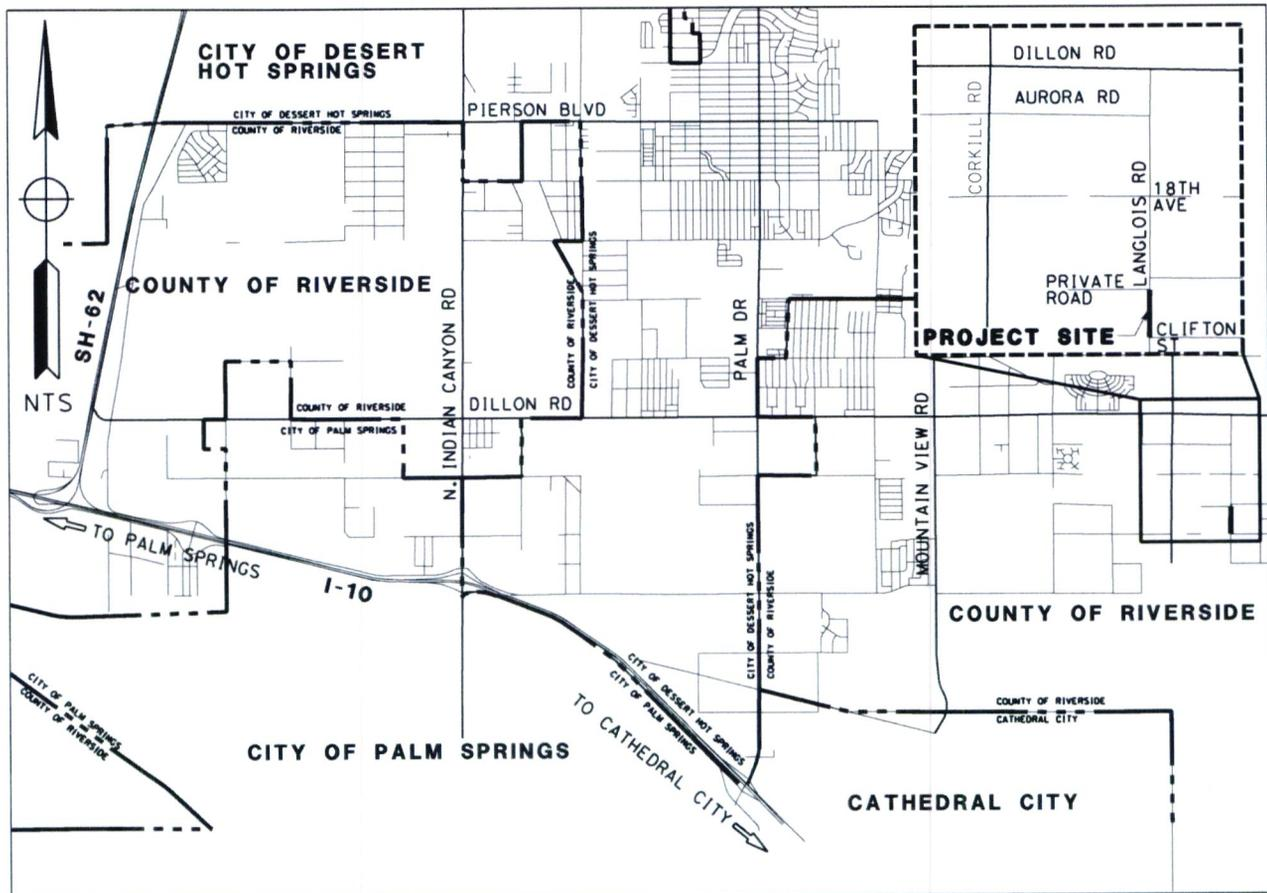 CITY OF DESERT
HOT SPRINGS
CITY OF DESSERT HOT SPRINGS
COUNTY OF RIVERSIDE
PIERSON BLVD
DILLON RD
AURORA RD
CORKILL RD
LANGLOIS RD
18TH
AVE
PRIVATE
ROAD
CLIFTON
ST
PROJECT SITE
NTS
SH-62
COUNTY OF RIVERSIDE
N. INDIAN CANYON RD
COUNTY OF RIVERSIDE
CITY OF DESSERT HOT SPRINGS
PALM DR
COUNTY OF RIVERSIDE
CITY OF PALM SPRINGS
DILLON RD
MOUNTAIN VIEW RD
TO PALM SPRINGS
I-10
CITY OF DESSERT HOT SPRINGS
COUNTY OF RIVERSIDE
COUNTY OF RIVERSIDE
CITY OF DESSERT HOT SPRINGS
CITY OF PALM SPRINGS
TO CATHEDRAL CITY
COUNTY OF RIVERSIDE
CATHEDRAL CITY
CITY OF PALM SPRINGS
COUNTY OF RIVERSIDE
CITY OF PALM SPRINGS
CATHEDRAL CITY